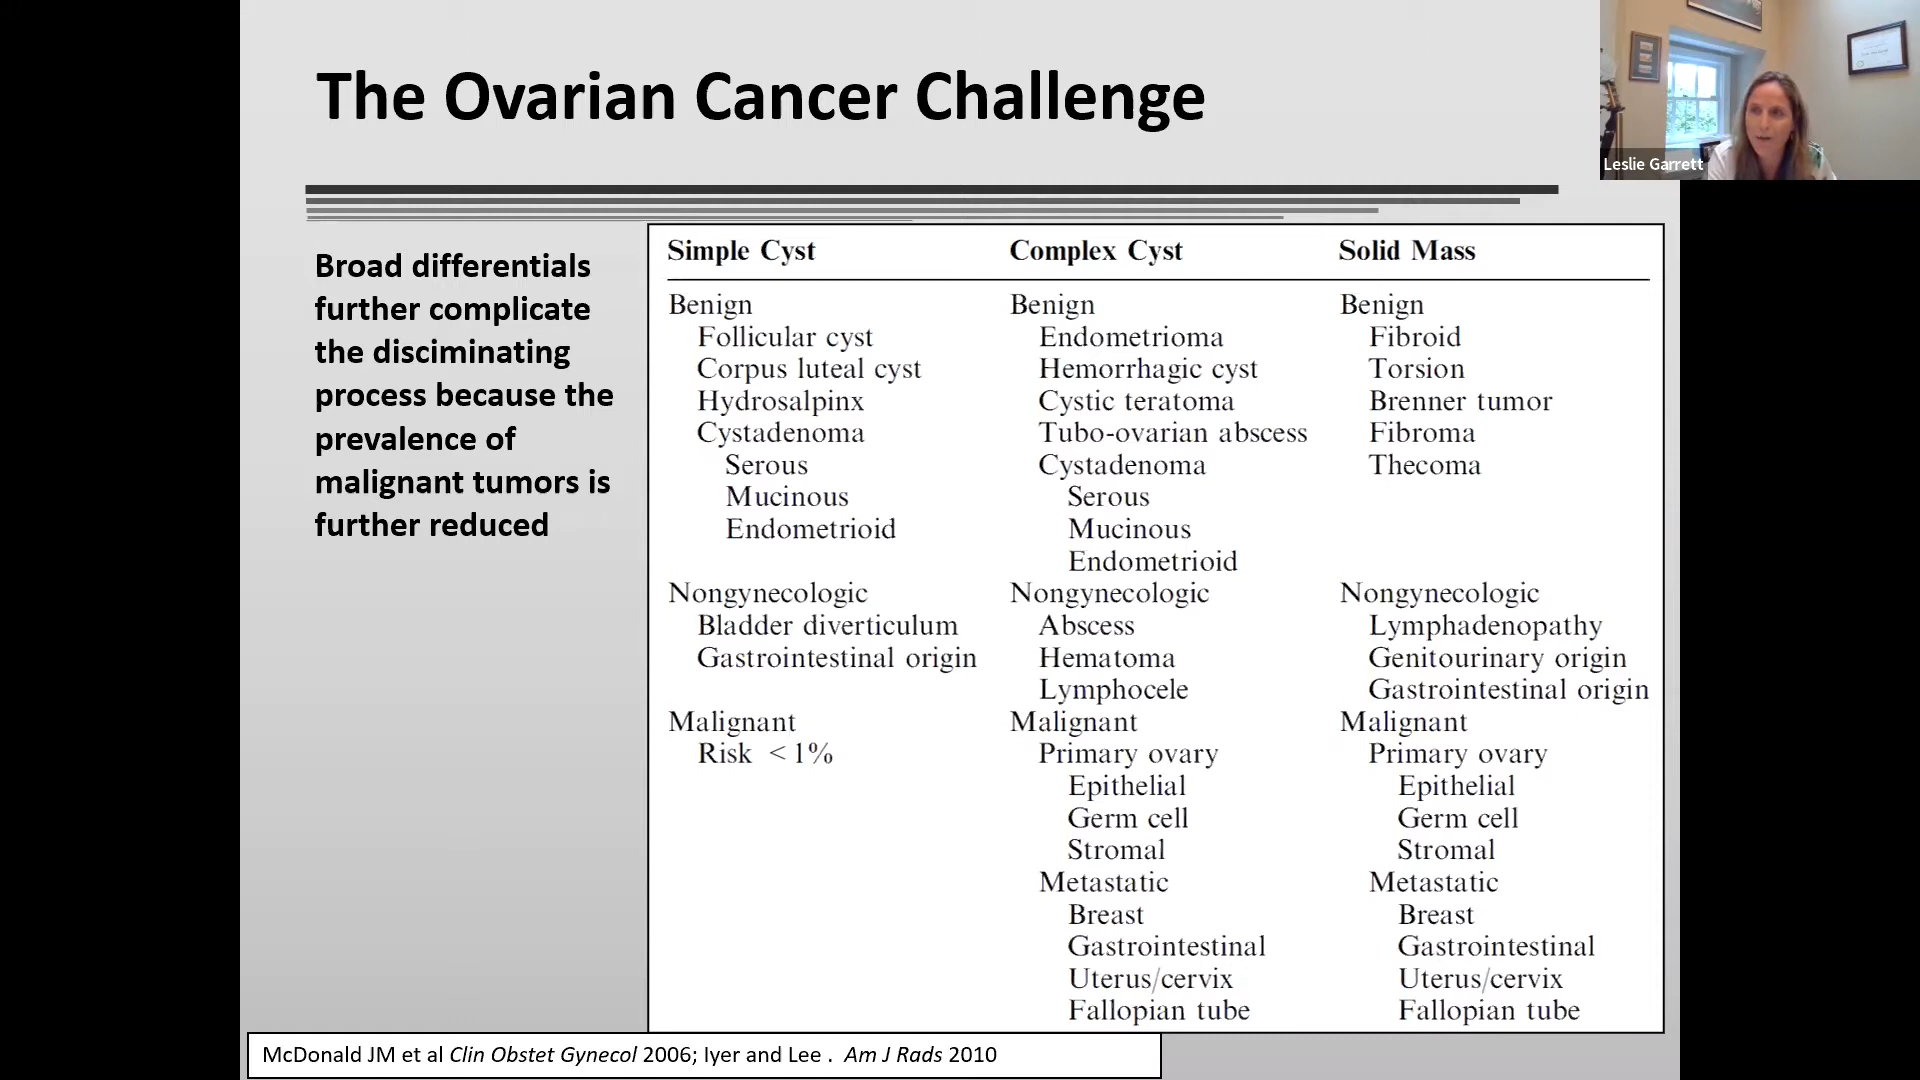 The Ovarian Cancer Challenge
Leslie Garrett
Broad differentials
further complicate
the disciminating
process because the
prevalence of
malignant tumors is
further reduced
Simple Cyst
Benign
Follicular cyst
Corpus luteal cyst
Hydrosalpinx
Cystadenoma
Serous
Mucinous
Endometrioid
Nongynecologic
Bladder diverticulum
Gastrointestinal origin
Malignant
Risk < 1%
Complex Cyst
Benign
Endometrioma
Hemorrhagic cyst
Cystic teratoma
Tubo-ovarian abscess
Cystadenoma
Serous
Mucinous
Endometrioid
Nongynecologic
Abscess
Hematoma
Lymphocele
Malignant
Primary ovary
Epithelial
Germ cell
Stromal
Metastatic
Breast
Gastrointestinal
Uterus/cervix
Fallopian tube
Solid Mass
Benign
Fibroid
Torsion
Brenner tumor
Fibroma
Thecoma
Nongynecologic
Lymphadenopathy
Genitourinary origin
Gastrointestinal origin
Malignant
Primary ovary
Epithelial
Germ cell
Stromal
Metastatic
Breast
Gastrointestinal
Uterus/cervix
Fallopian tube
McDonald JM et al Clin Obstet Gynecol 2006; Iyer and Lee . Am J Rads 2010